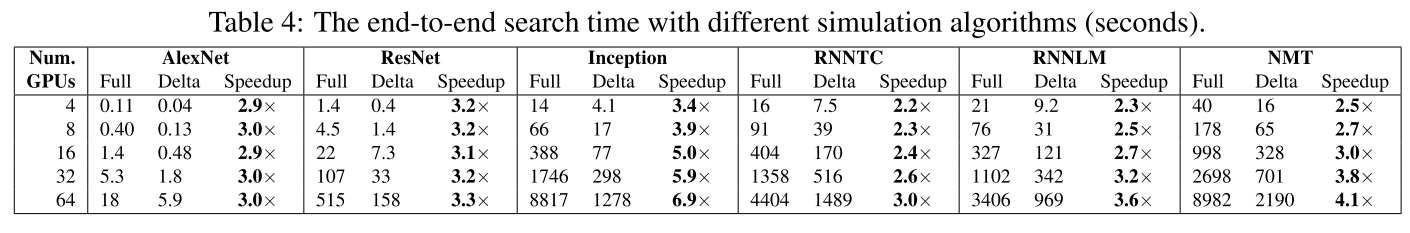 Table 4: The end-to-end search time with different simulation algorithms (seconds).
Num. AlexNet ResNet Inception RNNTC RNNLM NMT
GPUs Full Delta Speedup Full Delta Speedup Full Delta Speedup Full Delta Speedup Full Delta Speedup Full Delta Speedup
4 0.11 0.04 2.9× 1.4 0.4 3.2× 14 4.1 3.4× 16 7.5 2.2× 21 9.2 2.3× 40 16 2.5×
8 0.40 0.13 3.0× 4.5 1.4 3.2× 66 17 3.9× 91 39 2.3× 76 31 2.5× 178 65 2.7×
16 1.4 0.48 2.9× 22 7.3 3.1× 388 77 5.0× 404 170 2.4× 327 121 2.7× 998 328 3.0×
32 5.3 1.8 3.0× 107 33 3.2× 1746 298 5.9× 1358 516 2.6× 1102 342 3.2× 2698 701 3.8×
64 18 5.9 3.0× 515 158 3.3× 8817 1278 6.9× 4404 1489 3.0× 3406 969 3.6× 8982 2190 4.1×